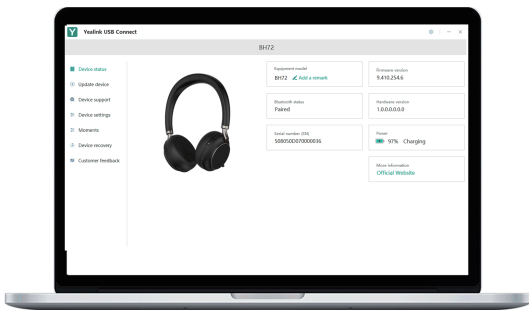 Yealink USB Connect
BH72
Device status
Update device
Device support
Device settings
Moments
Device recovery
Customer feedback
Equipment model
BH72 Add a remark
Firmware version
9.410.254.6
Bluetooth status
Paired
Hardware version
1.0.0.0.0.0.0
Serial number (SN)
508050D070000036
Power
97% Charging
More information
Official Website